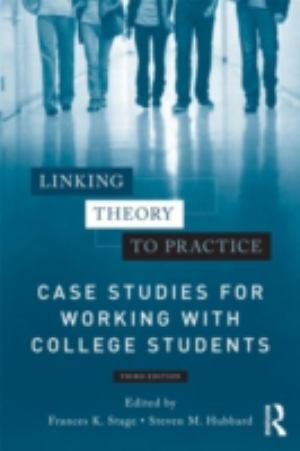 LINKING
THEORY
TO PRACTICE
CASE STUDIES FOR
WORKING WITH
COLLEGE STUDENTS
THIRD EDITION
Edited by
Frances K. Stage • Steven M. Hubbard
R